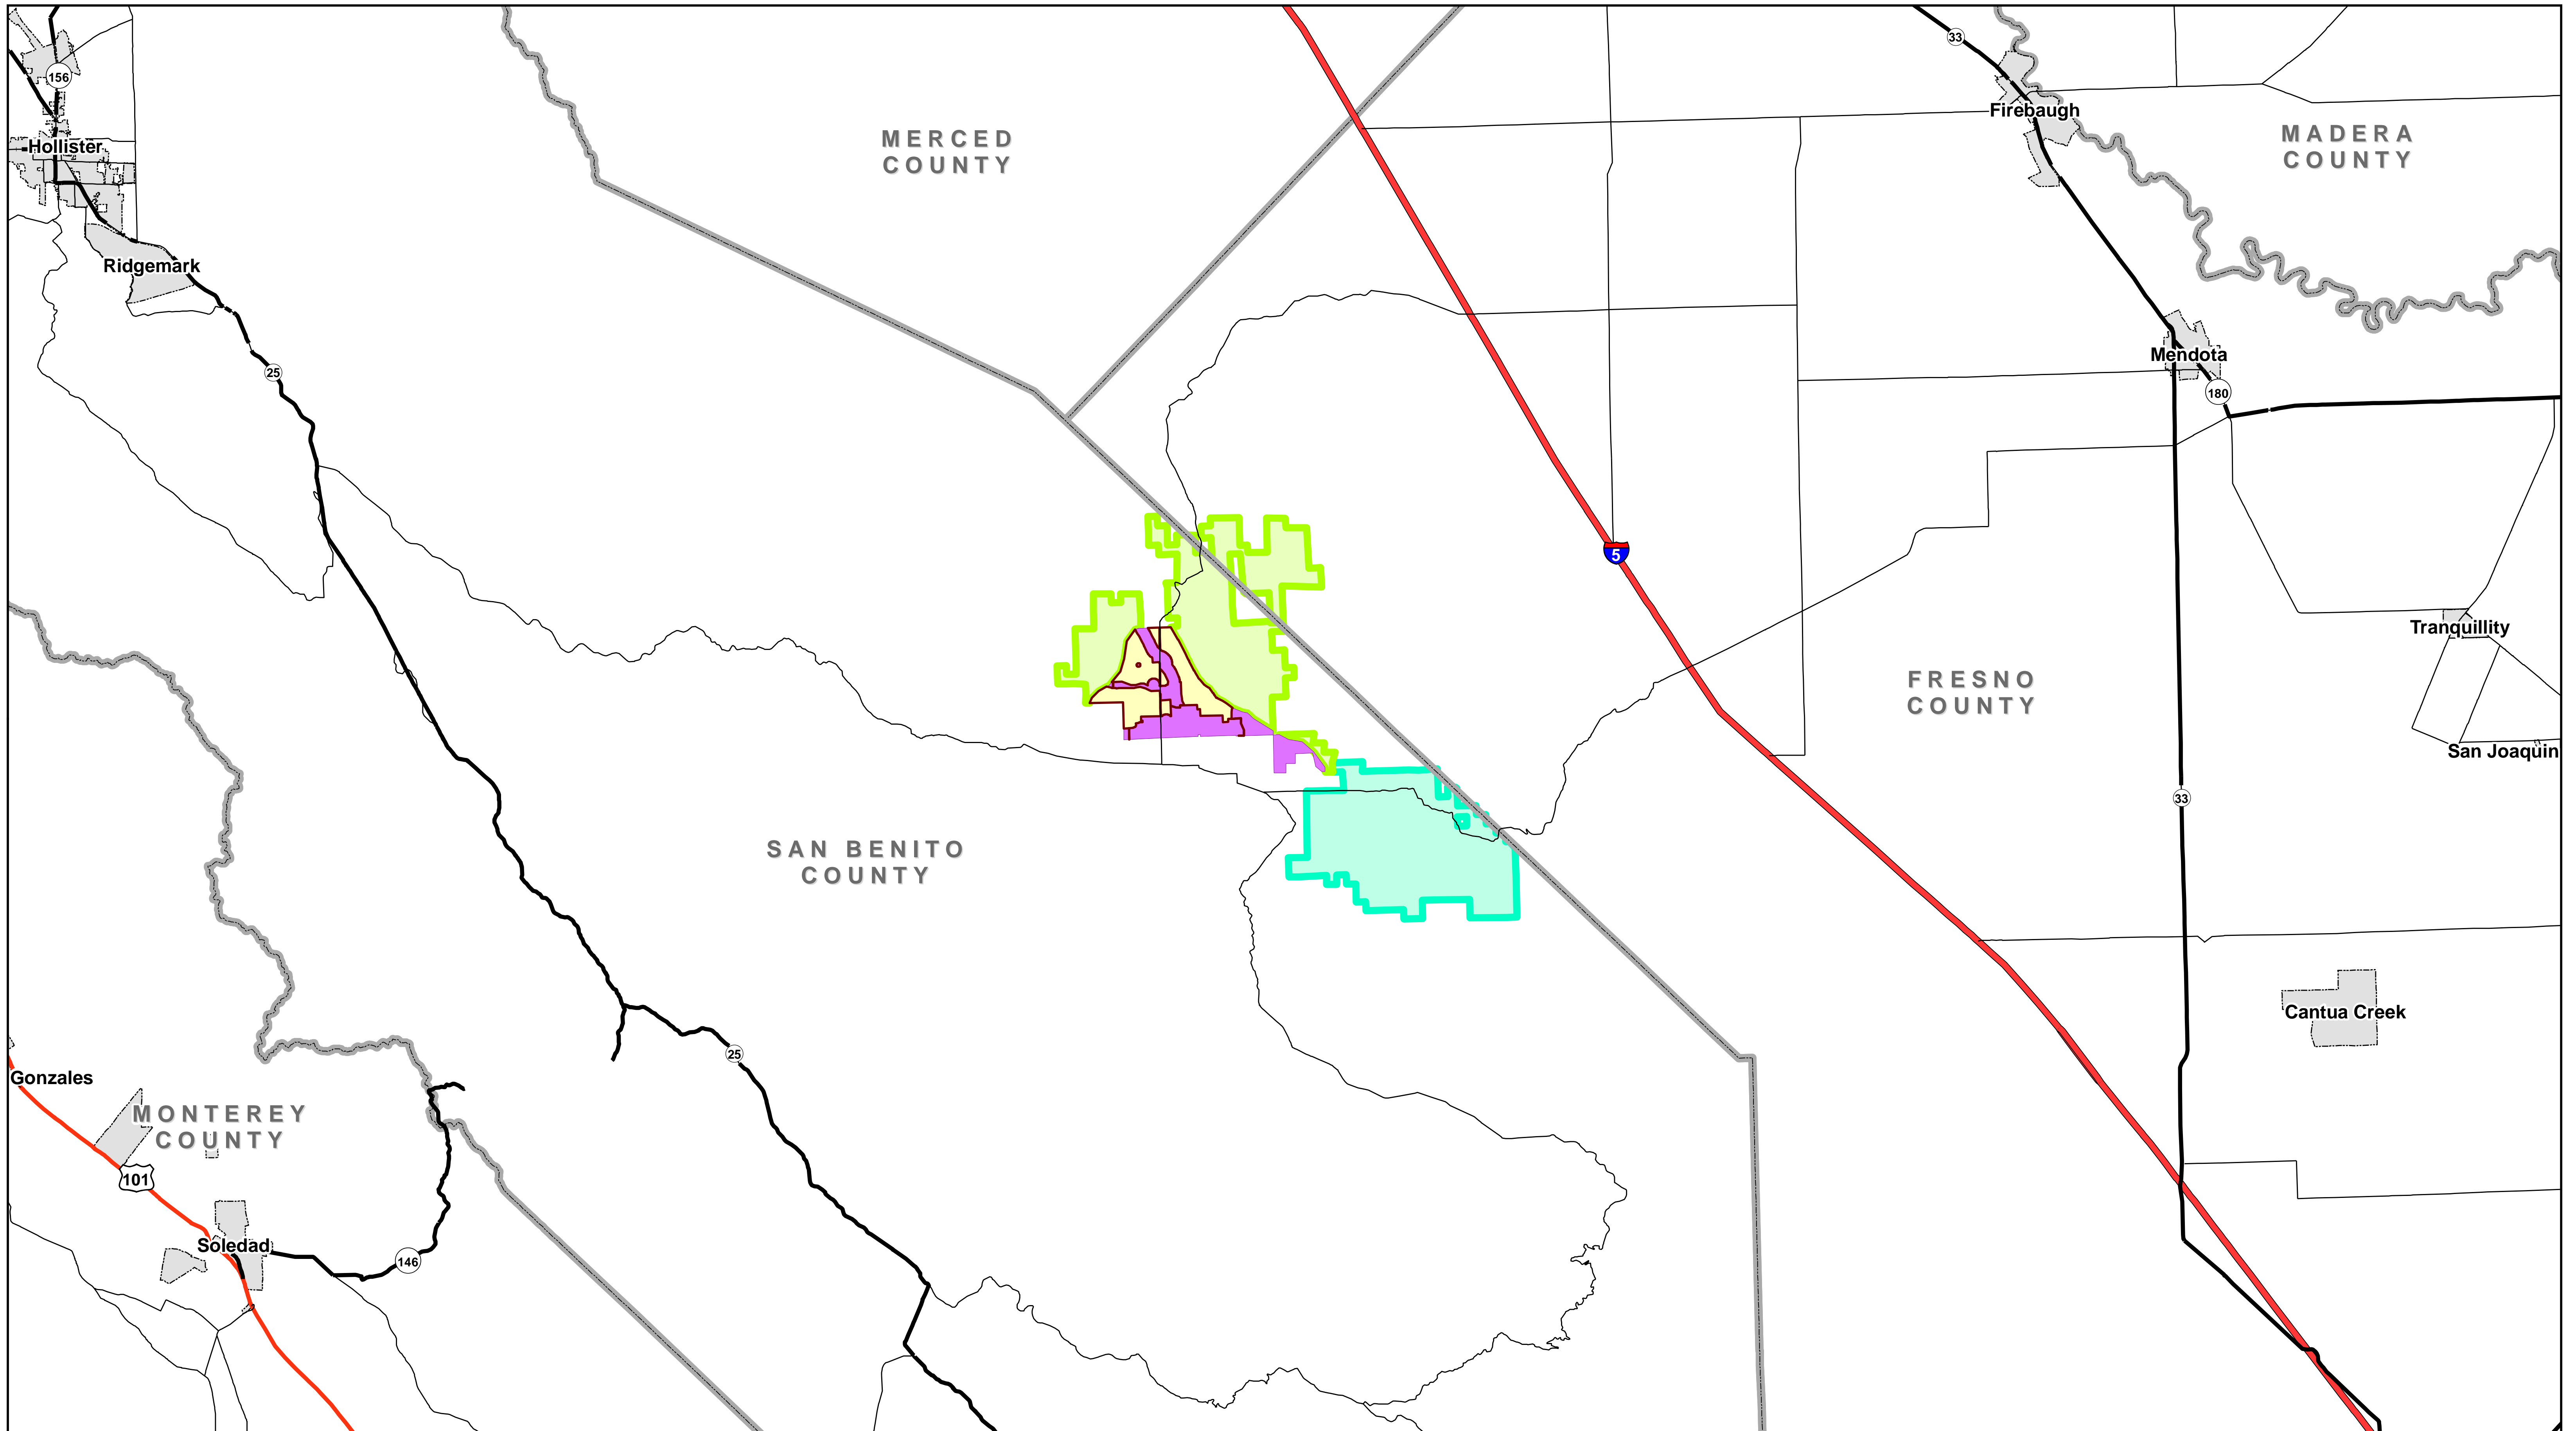 33
156
Firebaugh
MERCED
COUNTY
MADERA
COUNTY
Hollister
Ridgemark
Mendota
25
180
5
Tranquillity
FRESNO
COUNTY
San Joaquin
33
SAN BENITO
COUNTY
Cantua Creek
25
Gonzales
MONTEREY
COUNTY
101
Soledad
146